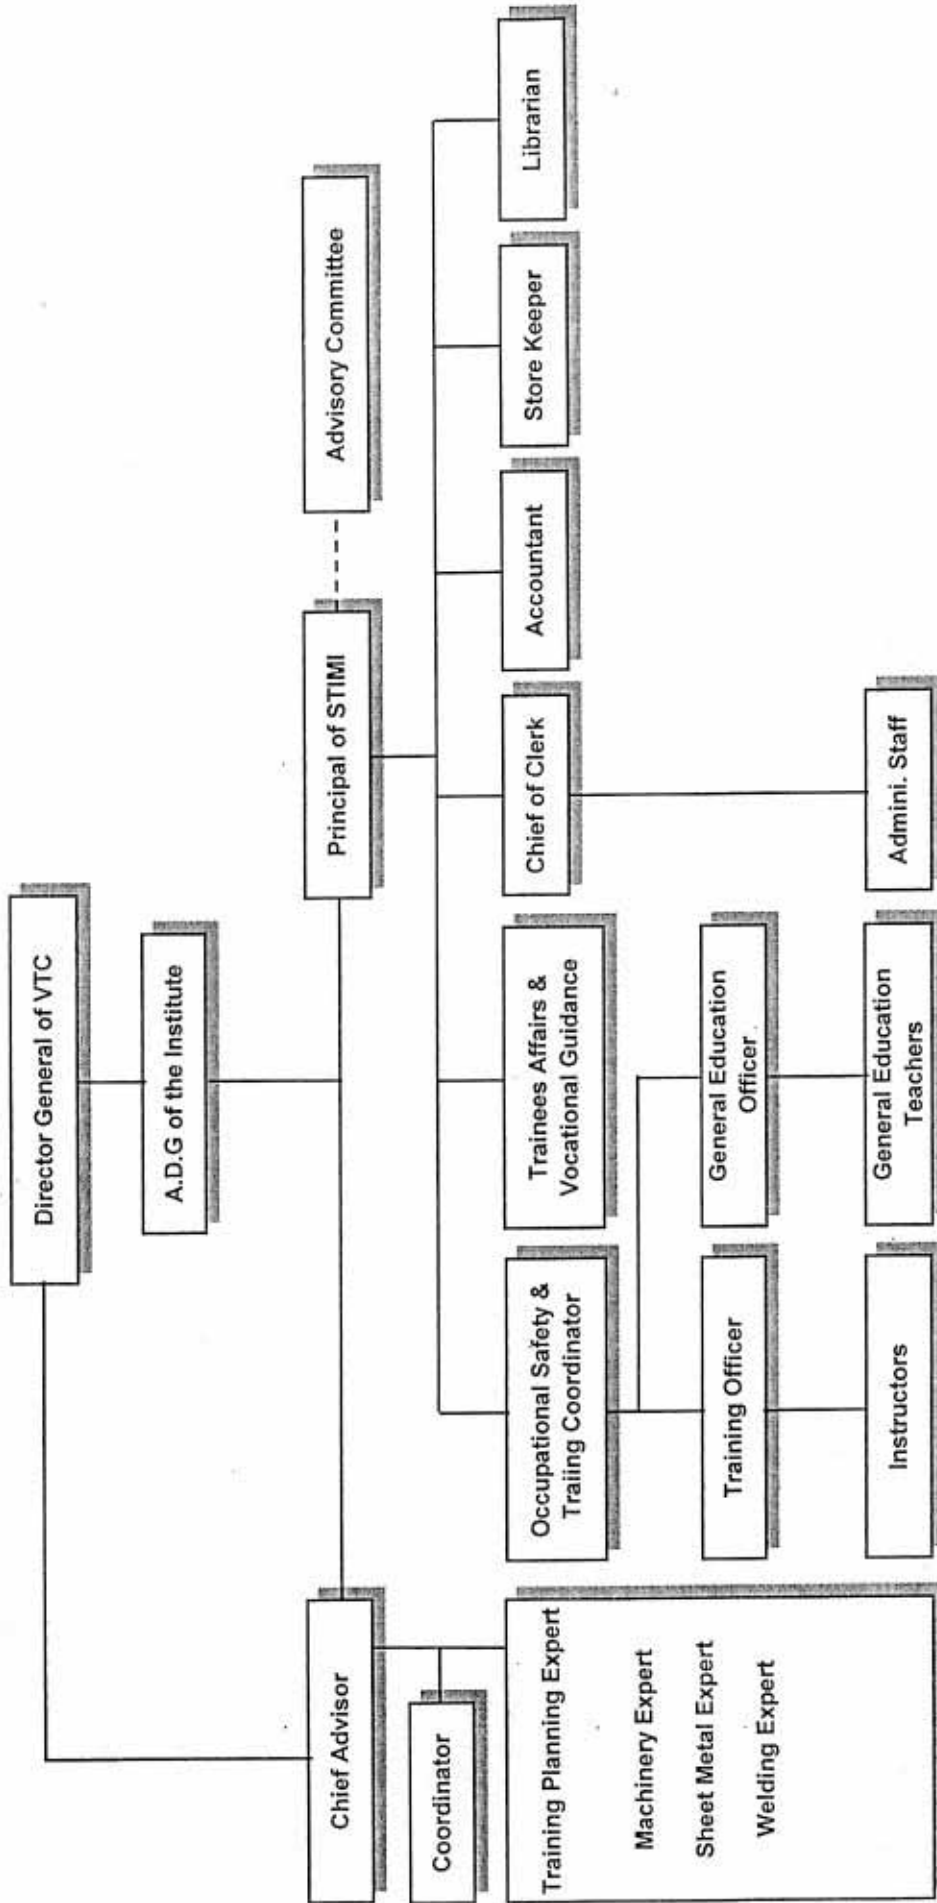 Director General of VTC
A.D.G of the Institute
Chief Advisor
Principal of STIMI
Advisory Committee
Coordinator
Training Planning Expert
Machinery Expert
Sheet Metal Expert
Welding Expert
Occupational Safety &
Traiing Coordinator
Trainees Affairs &
Vocational Guidance
Chief of Clerk
Accountant
Store Keeper
Librarian
Training Officer
General Education
Officer
Instructors
General Education
Teachers
Admini. Staff